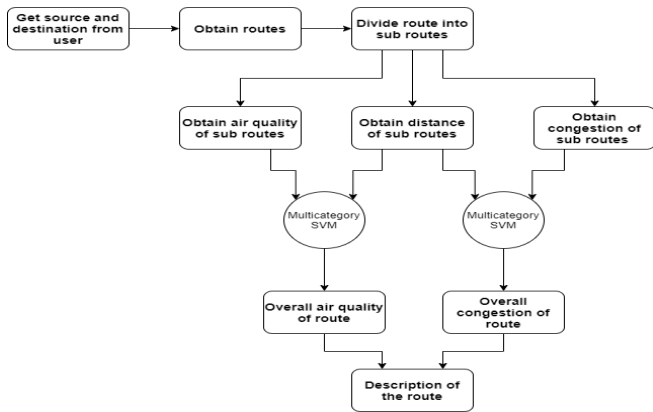 Get source and
destination from
user
Obtain routes
Divide route into
sub routes
Obtain air quality
of sub routes
Obtain distance
of sub routes
Obtain
congestion of
sub routes
Multicategory
SVM
Multicategory
SVM
Overall air quality
of route
Overall
congestion of
route
Description of
the route